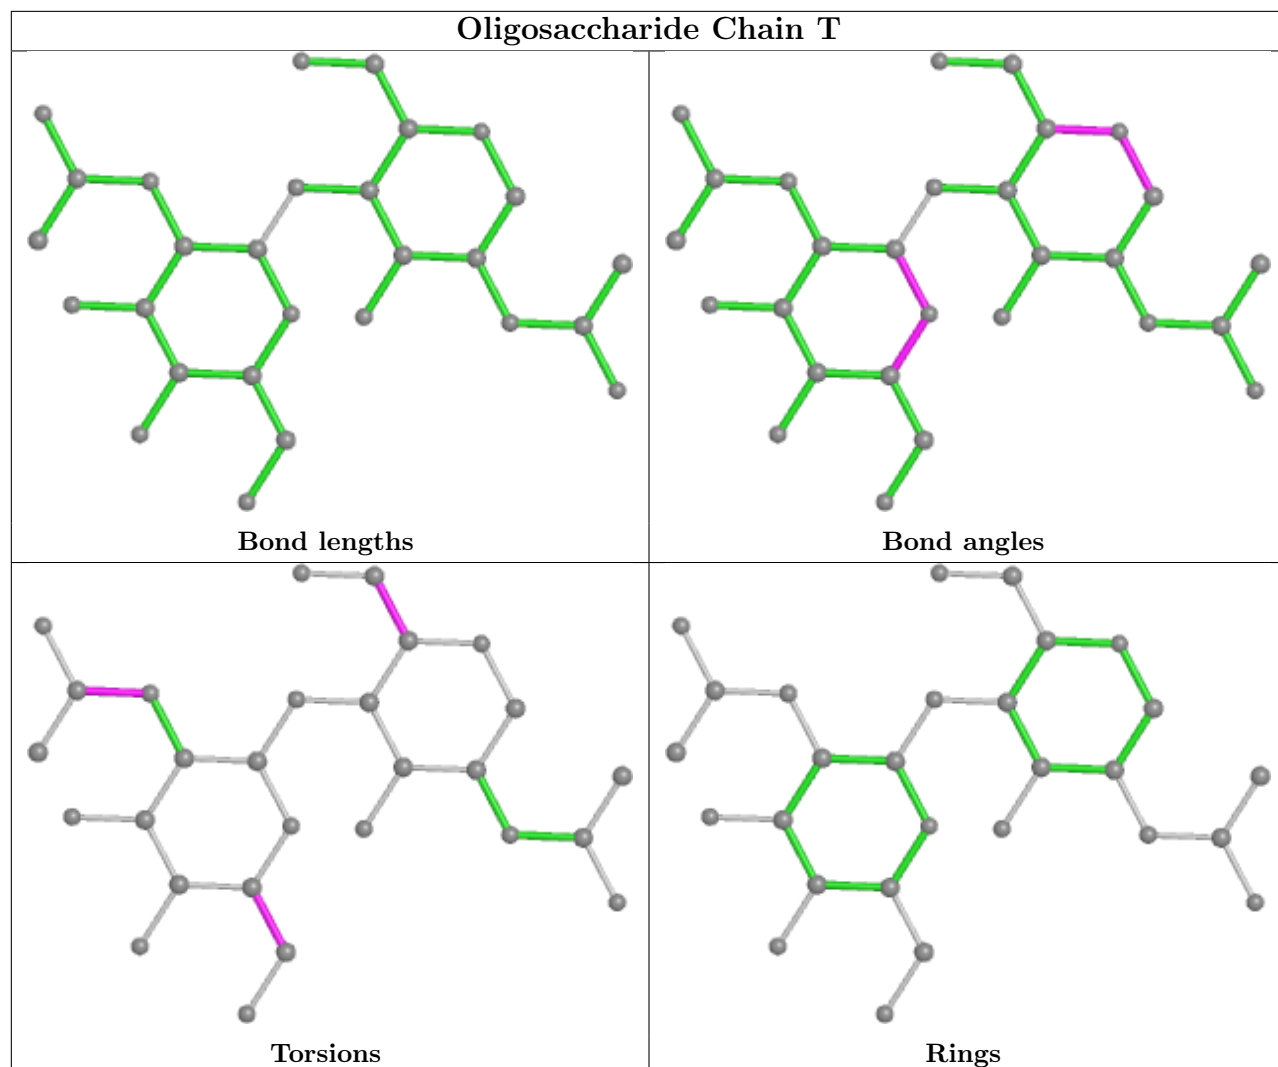 Oligosaccharide Chain T
Bond lengths
Bond angles
Torsions
Rings